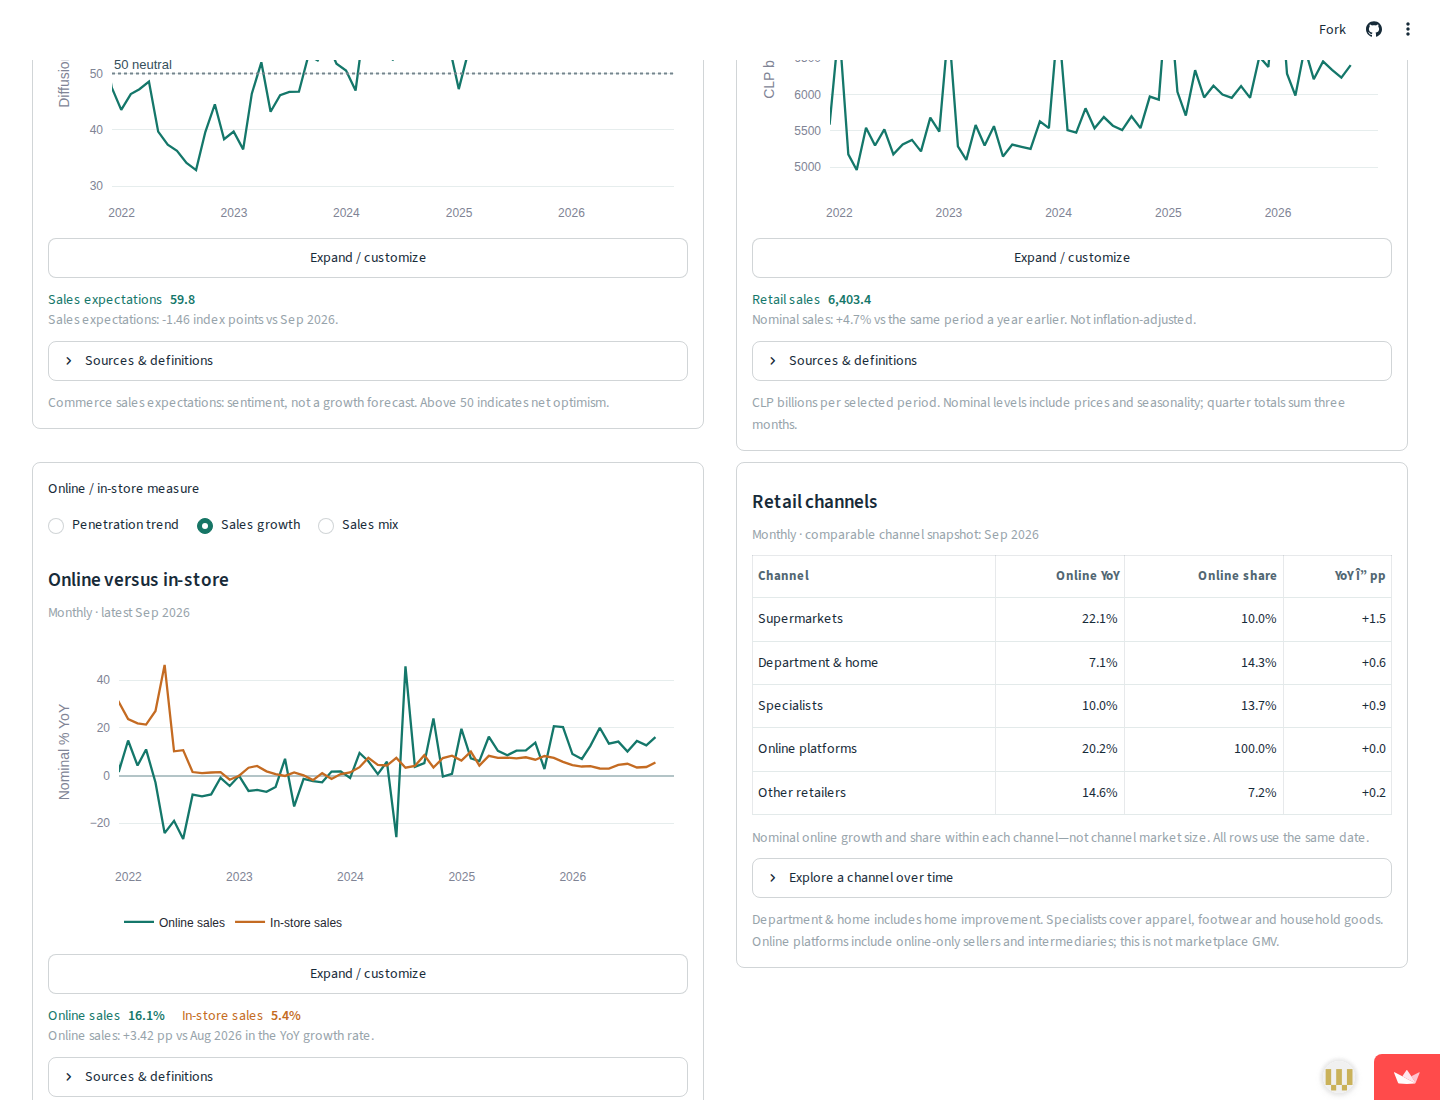 Fork
50 neutral
50
40
30
2022 2023 2024 2025 2026
Expand / customize
Sales expectations 59.8
Sales expectations: -1.46 index points vs Sep 2026.
Sources & definitions
Commerce sales expectations: sentiment, not a growth forecast. Above 50 indicates net optimism.
CLP b
6000
5500
5000
2022 2023 2024 2025 2026
Expand / customize
Retail sales 6,403.4
Nominal sales: +4.7% vs the same period a year earlier. Not inflation-adjusted.
Sources & definitions
CLP billions per selected period. Nominal levels include prices and seasonality; quarter totals sum three
months.
Online / in-store measure
Penetration trend Sales growth Sales mix
Online versus in-store
Monthly · latest Sep 2026
Nominal % YoY
40
20
0
−20
2022 2023 2024 2025 2026
Online sales In-store sales
Expand / customize
Online sales 16.1% In-store sales 5.4%
Online sales: +3.42 pp vs Aug 2026 in the YoY growth rate.
Sources & definitions
Retail channels
Monthly · comparable channel snapshot: Sep 2026
Channel Online YoY Online share YoY Î” pp
Supermarkets 22.1% 10.0% +1.5
Department & home 7.1% 14.3% +0.6
Specialists 10.0% 13.7% +0.9
Online platforms 20.2% 100.0% +0.0
Other retailers 14.6% 7.2% +0.2
Nominal online growth and share within each channel—not channel market size. All rows use the same date.
Explore a channel over time
Department & home includes home improvement. Specialists cover apparel, footwear and household goods.
Online platforms include online-only sellers and intermediaries; this is not marketplace GMV.